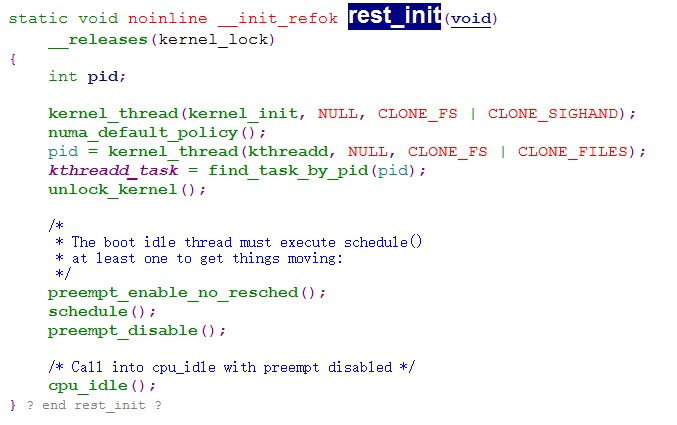 static void noinline __init_refok rest_init(void)
    __releases(kernel_lock)
{
    int pid;

    kernel_thread(kernel_init, NULL, CLONE_FS | CLONE_SIGHAND);
    numa_default_policy();
    pid = kernel_thread(kthreadd, NULL, CLONE_FS | CLONE_FILES);
    kthreadd_task = find_task_by_pid(pid);
    unlock_kernel();

    /*
     * The boot idle thread must execute schedule()
     * at least one to get things moving:
     */
    preempt_enable_no_resched();
    schedule();
    preempt_disable();

    /* Call into cpu_idle with preempt disabled */
    cpu_idle();
} ? end rest_init ?